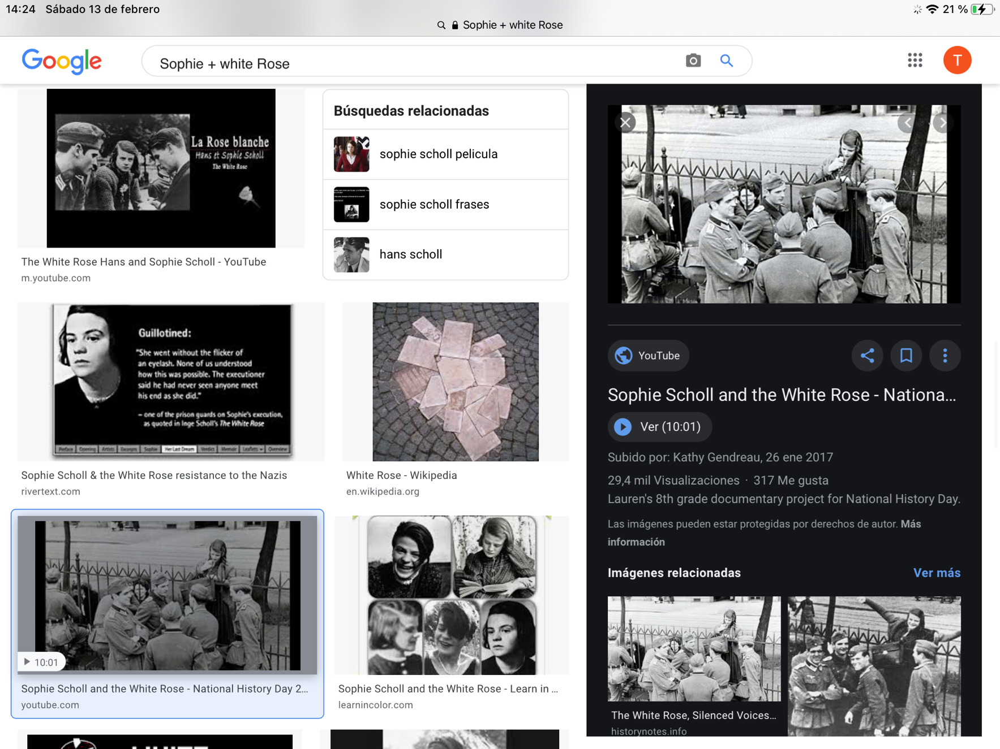 14:24 Sábado 13 de febrero
21 %
Sophie + white Rose
Google
Sophie + white Rose
T
La Rose blanche
Hans et Sophie Scholl
The White Rose
The White Rose Hans and Sophie Scholl - YouTube
m.youtube.com
Búsquedas relacionadas
sophie scholl pelicula
sophie scholl frases
hans scholl
Guillotined:
"She went without the flicker of
an eyelash. None of us understood
how this was possible. The executioner
said he had never seen anyone meet
his end as she did."
– one of the prison guards on Sophie's execution,
as quoted in Inge Scholl's The White Rose
Preface Opening Artists Excerpts Sophie Her Last Dream Verdict Memoir Leaflets Overview
Sophie Scholl & the White Rose resistance to the Nazis
rivertext.com
White Rose - Wikipedia
en.wikipedia.org
10:01
Sophie Scholl and the White Rose - National History Day 2...
youtube.com
Sophie Scholl and the White Rose - Learn in ...
learnincolor.com
YouTube
Sophie Scholl and the White Rose - Nationa...
Ver (10:01)
Subido por: Kathy Gendreau, 26 ene 2017
29,4 mil Visualizaciones · 317 Me gusta
Lauren's 8th grade documentary project for National History Day.
Las imágenes pueden estar protegidas por derechos de autor. Más
información
Imágenes relacionadas
Ver más
The White Rose, Silenced Voices...
historynotes.info